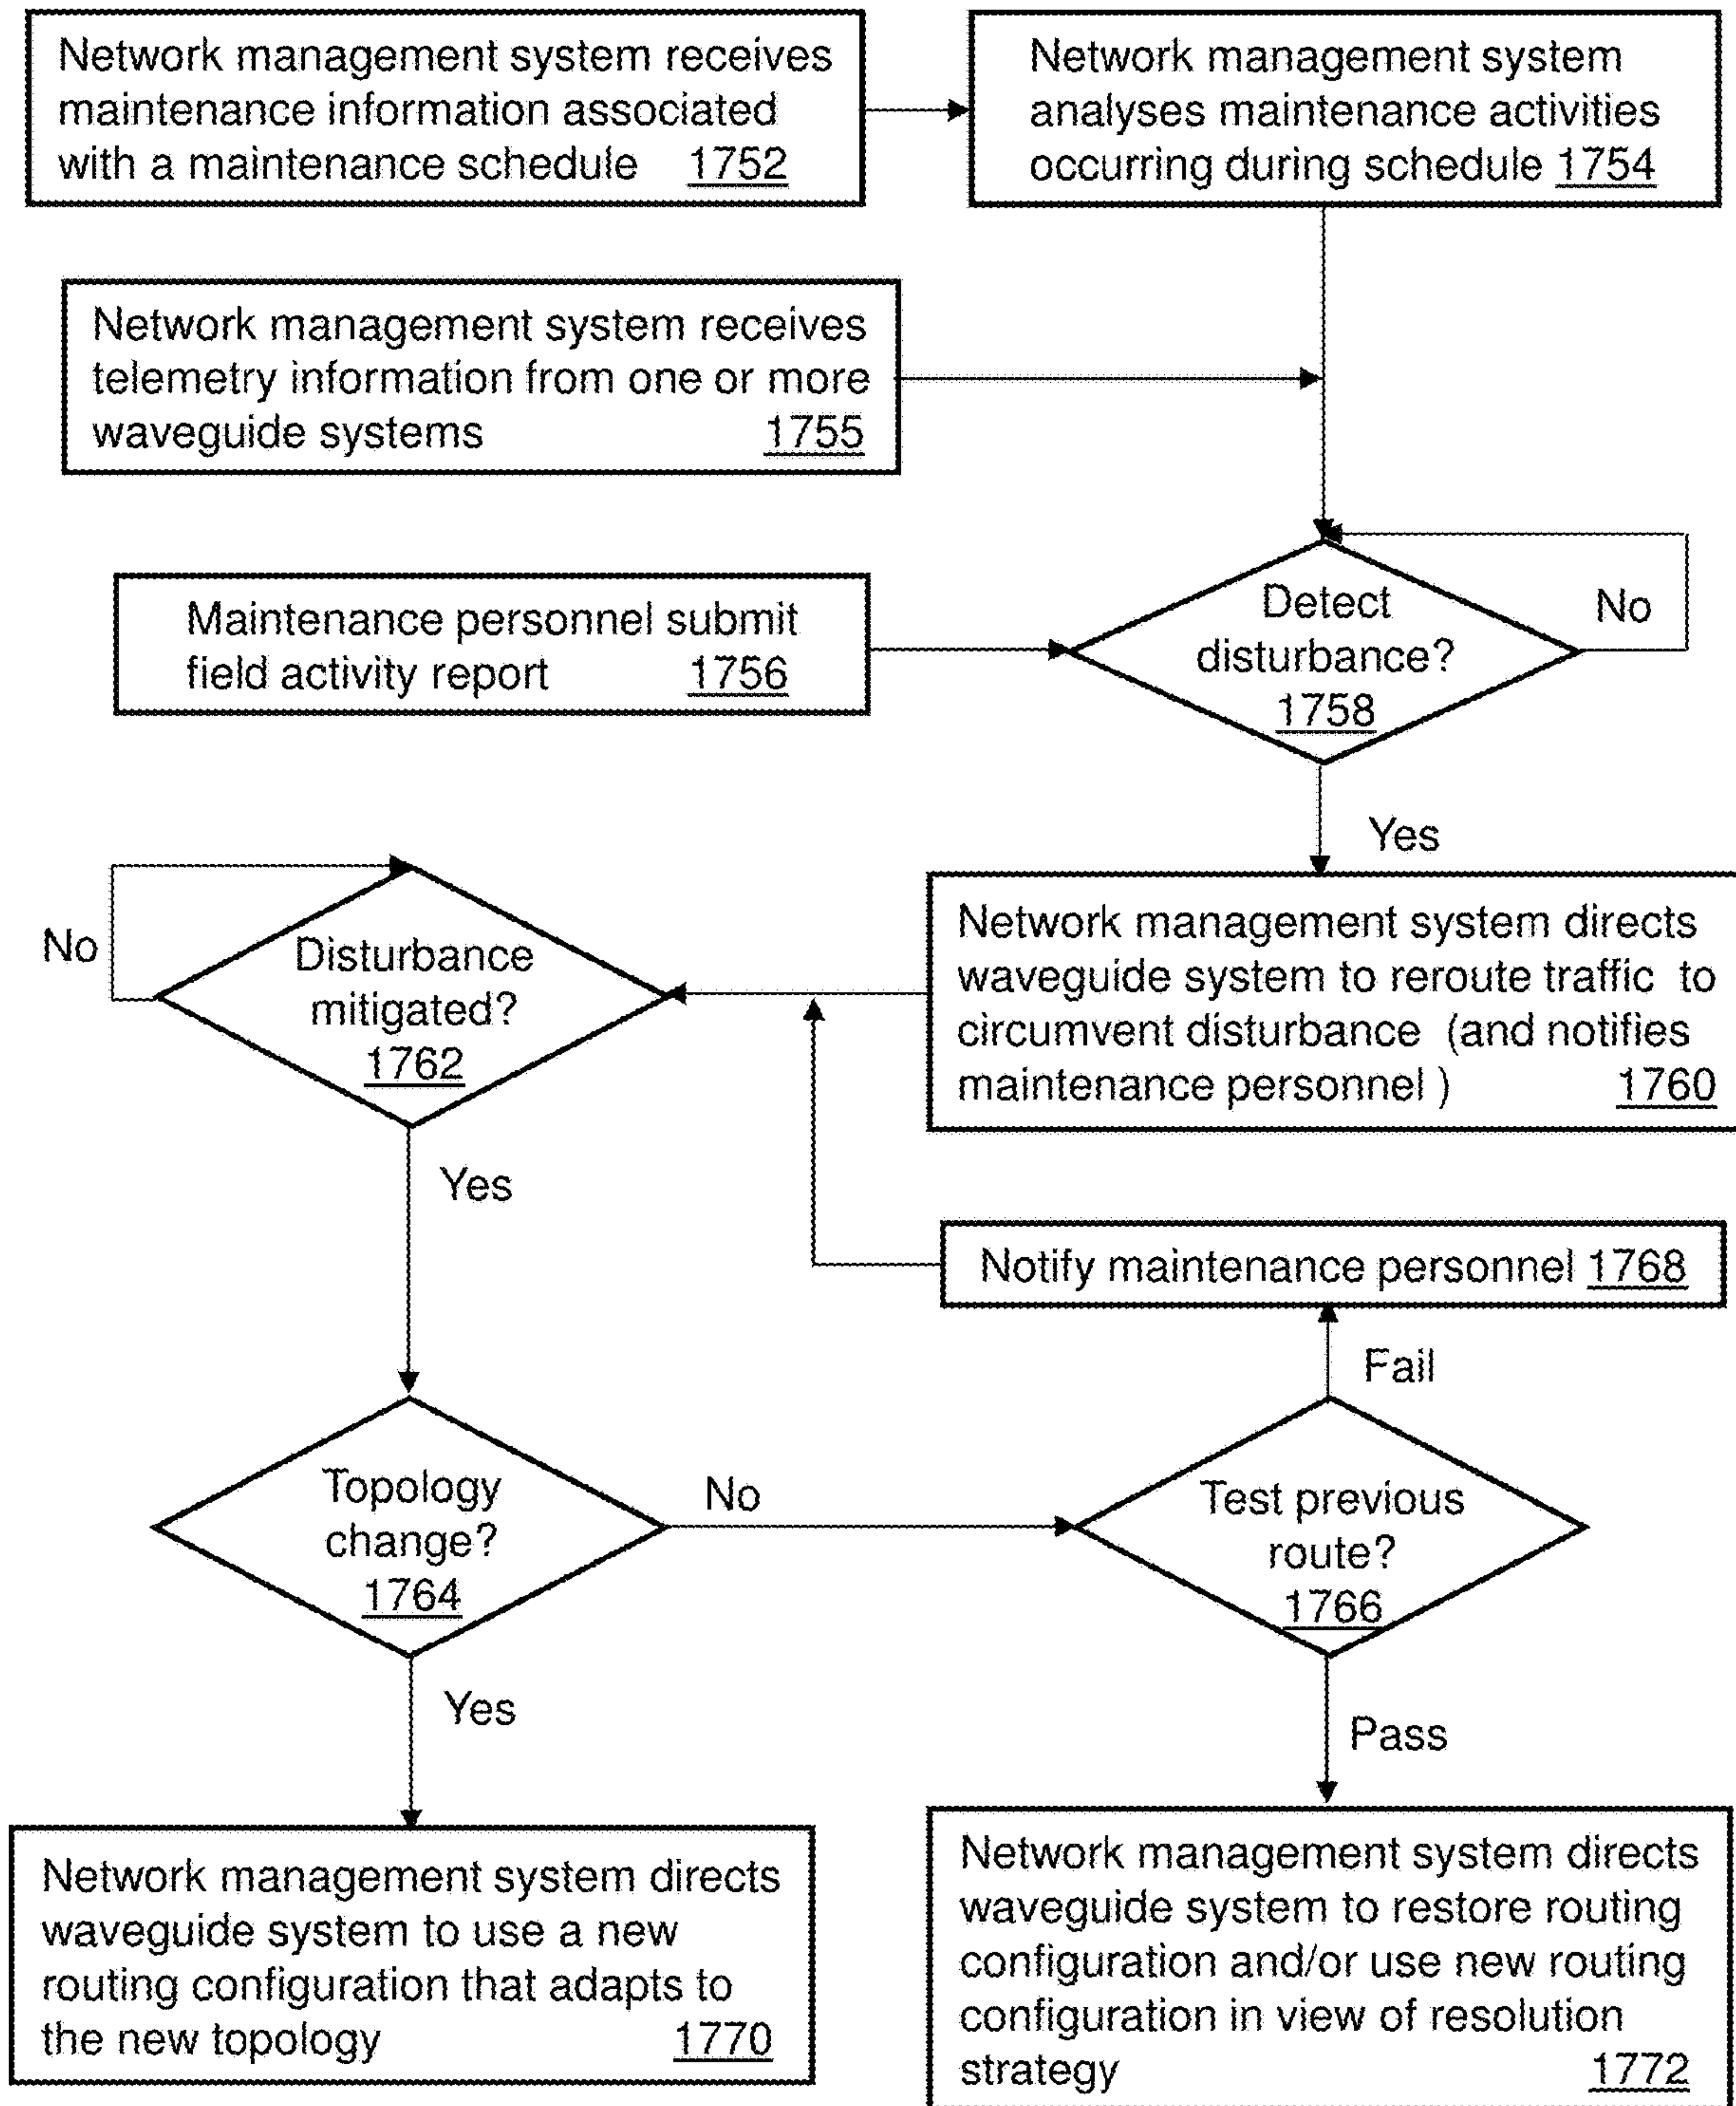 Network management system receives
maintenance information associated
with a maintenance schedule 1752
Network management system
analyses maintenance activities
occurring during schedule 1754
Network management system receives
telemetry information from one or more
waveguide systems 1755
Maintenance personnel submit
field activity report 1756
Detect
disturbance?
1758
No
Yes
Network management system directs
waveguide system to reroute traffic to
circumvent disturbance (and notifies
maintenance personnel ) 1760
Disturbance
mitigated?
1762
No
Yes
Notify maintenance personnel 1768
Fail
Topology
change?
1764
No
Test previous
route?
1766
Yes
Pass
Network management system directs
waveguide system to use a new
routing configuration that adapts to
the new topology 1770
Network management system directs
waveguide system to restore routing
configuration and/or use new routing
configuration in view of resolution
strategy 1772